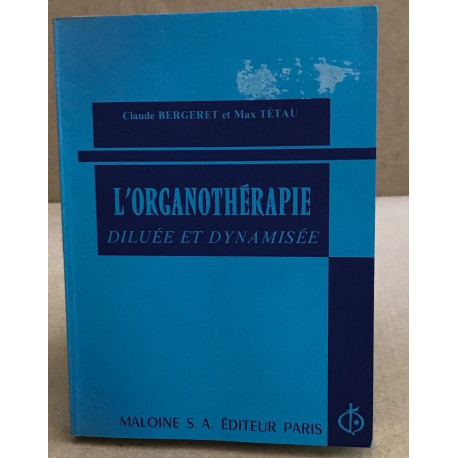 Claude BERGERET et Max TÉTAU
L'ORGANOTHÉRAPIE
DILUÉE ET DYNAMISÉE
MALOINE S. A. ÉDITEUR PARIS